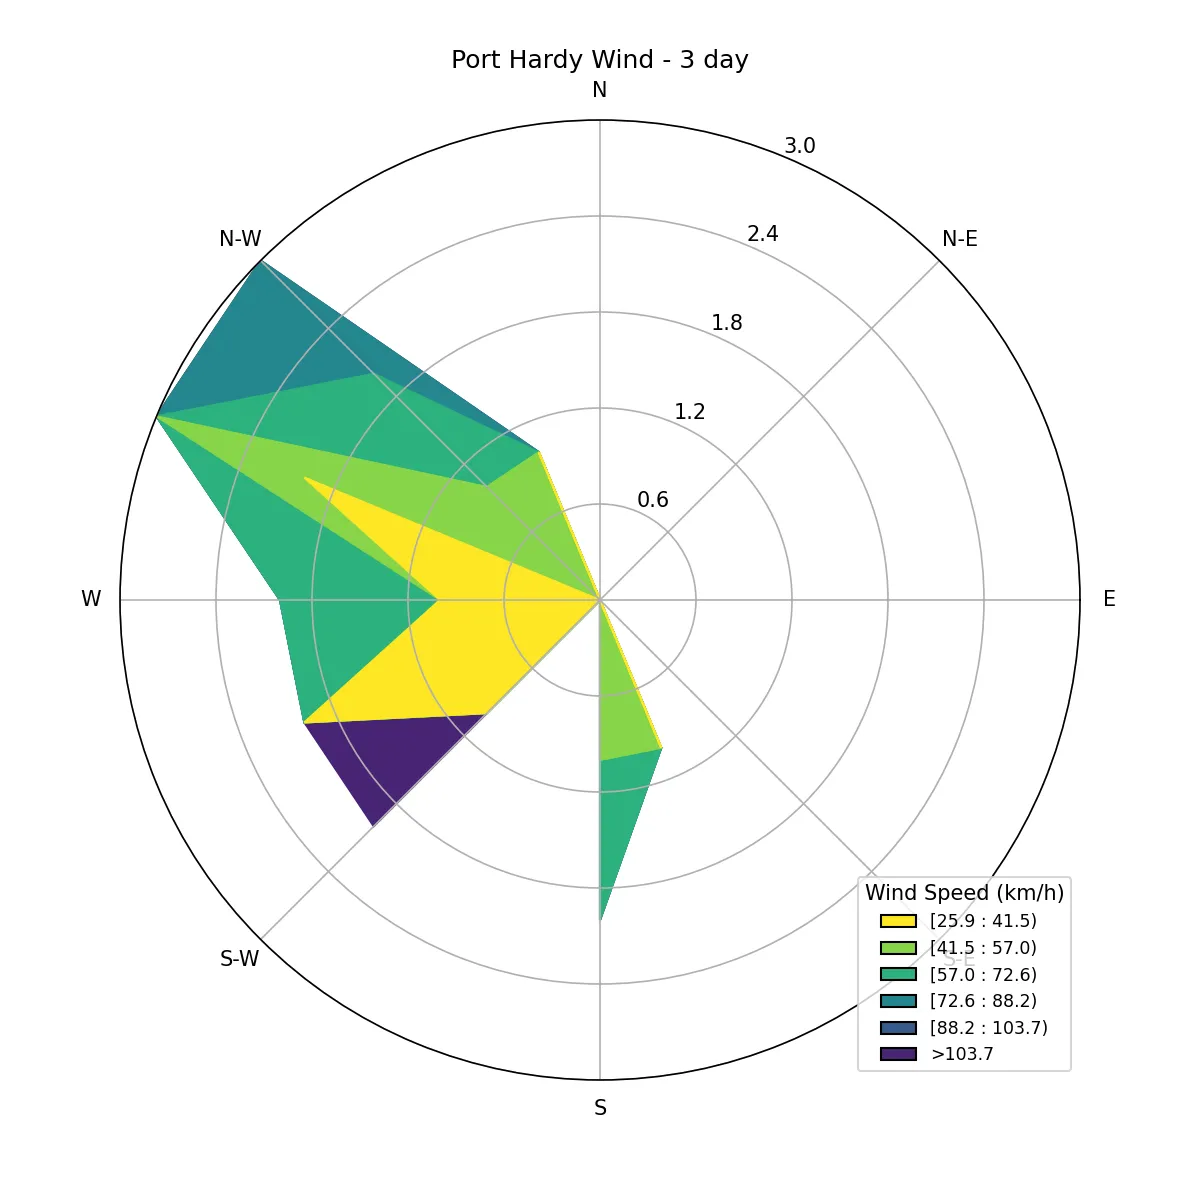 Port Hardy Wind - 3 day
N
3.0
N-W
N-E
2.4
1.8
1.2
0.6
W
E
S-W
S-E
S
Wind Speed (km/h)
[25.9 : 41.5)
[41.5 : 57.0)
[57.0 : 72.6)
[72.6 : 88.2)
[88.2 : 103.7)
>103.7